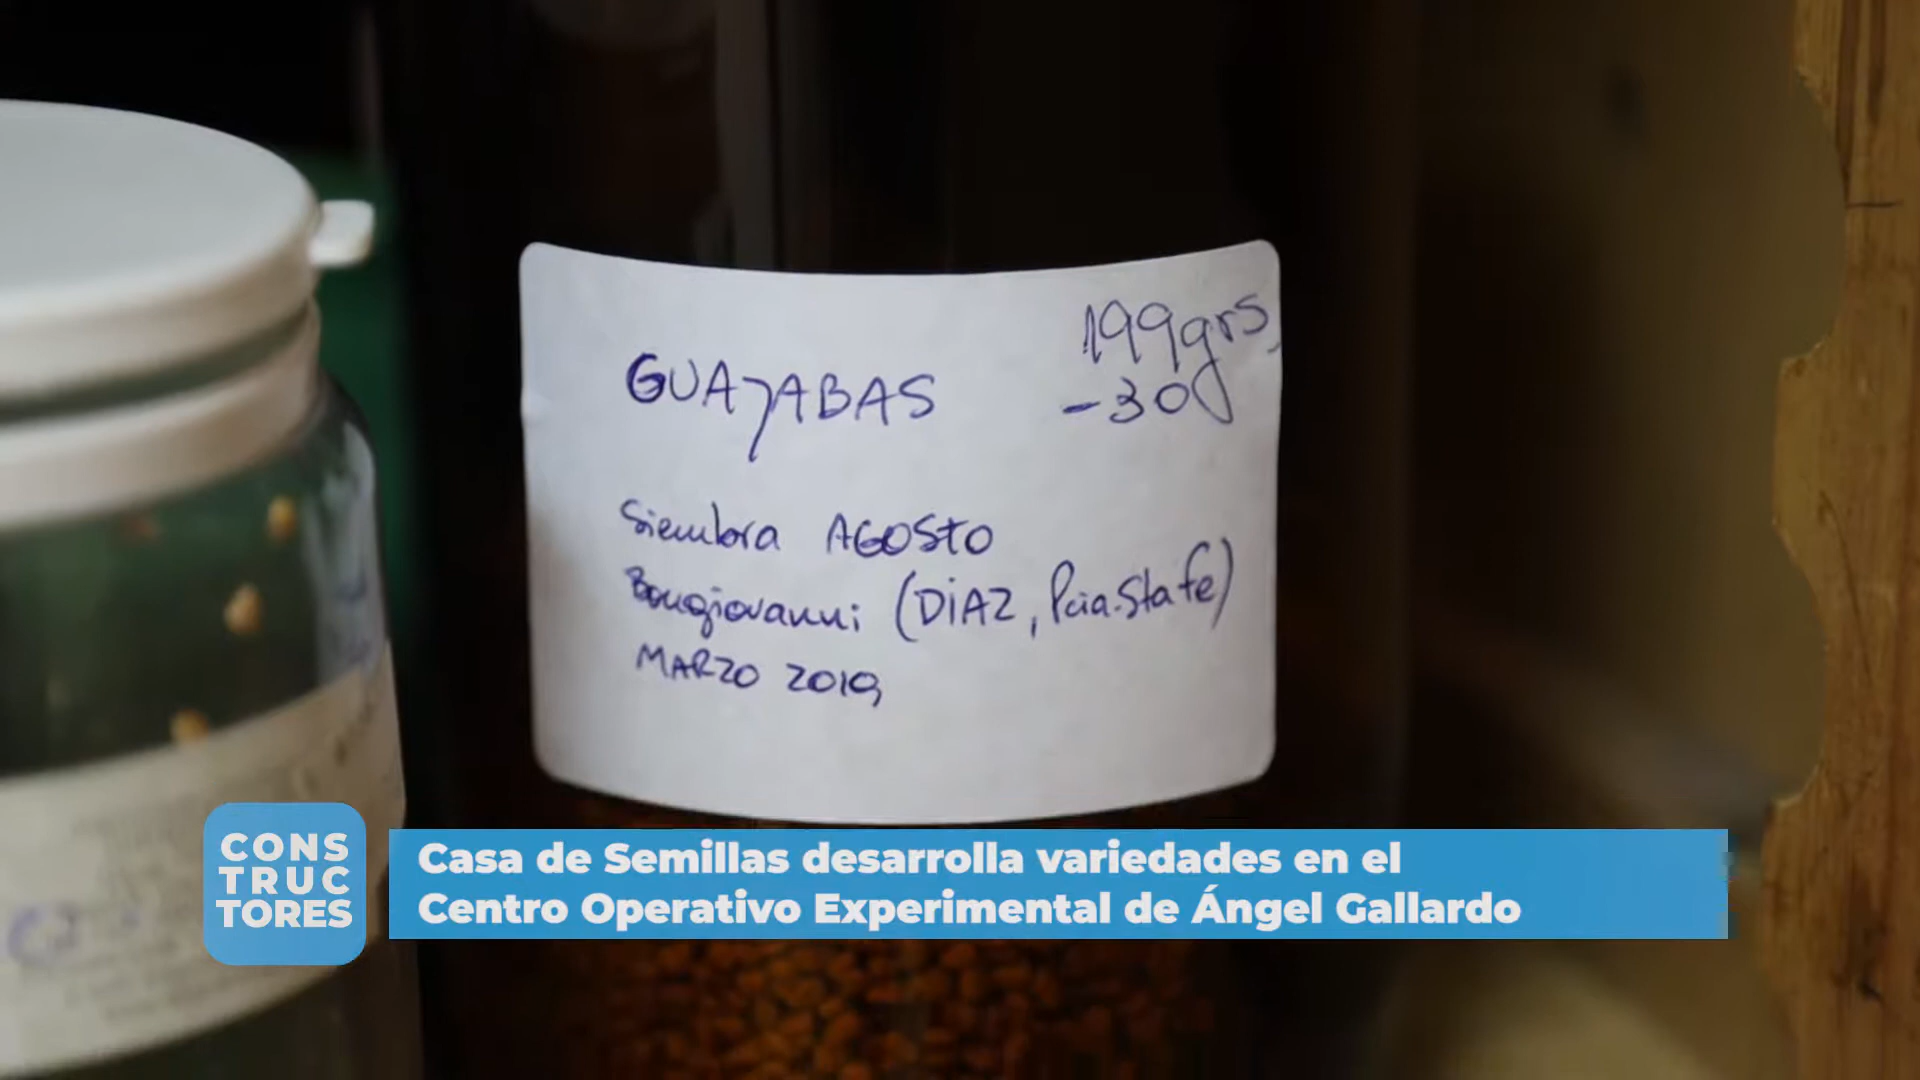 199grs
GUAYABAS -30
Siembra AGOSTO
Bongiovanni (DIAZ, Pcia. Sta fe)
MARZO 2019
CONS
TRUC
TORES
Casa de Semillas desarrolla variedades en el
Centro Operativo Experimental de Ángel Gallardo